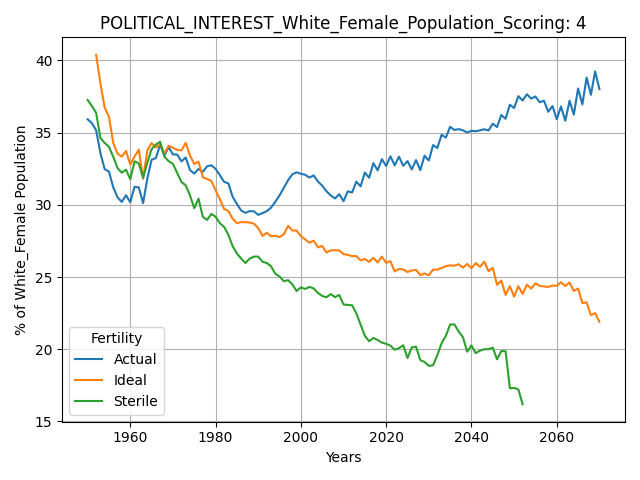 POLITICAL_INTEREST_White_Female_Population_Scoring: 4
% of White_Female Population
40
35
30
25
20
15
Fertility
Actual
Ideal
Sterile
1960
1980
2000
2020
2040
2060
Years